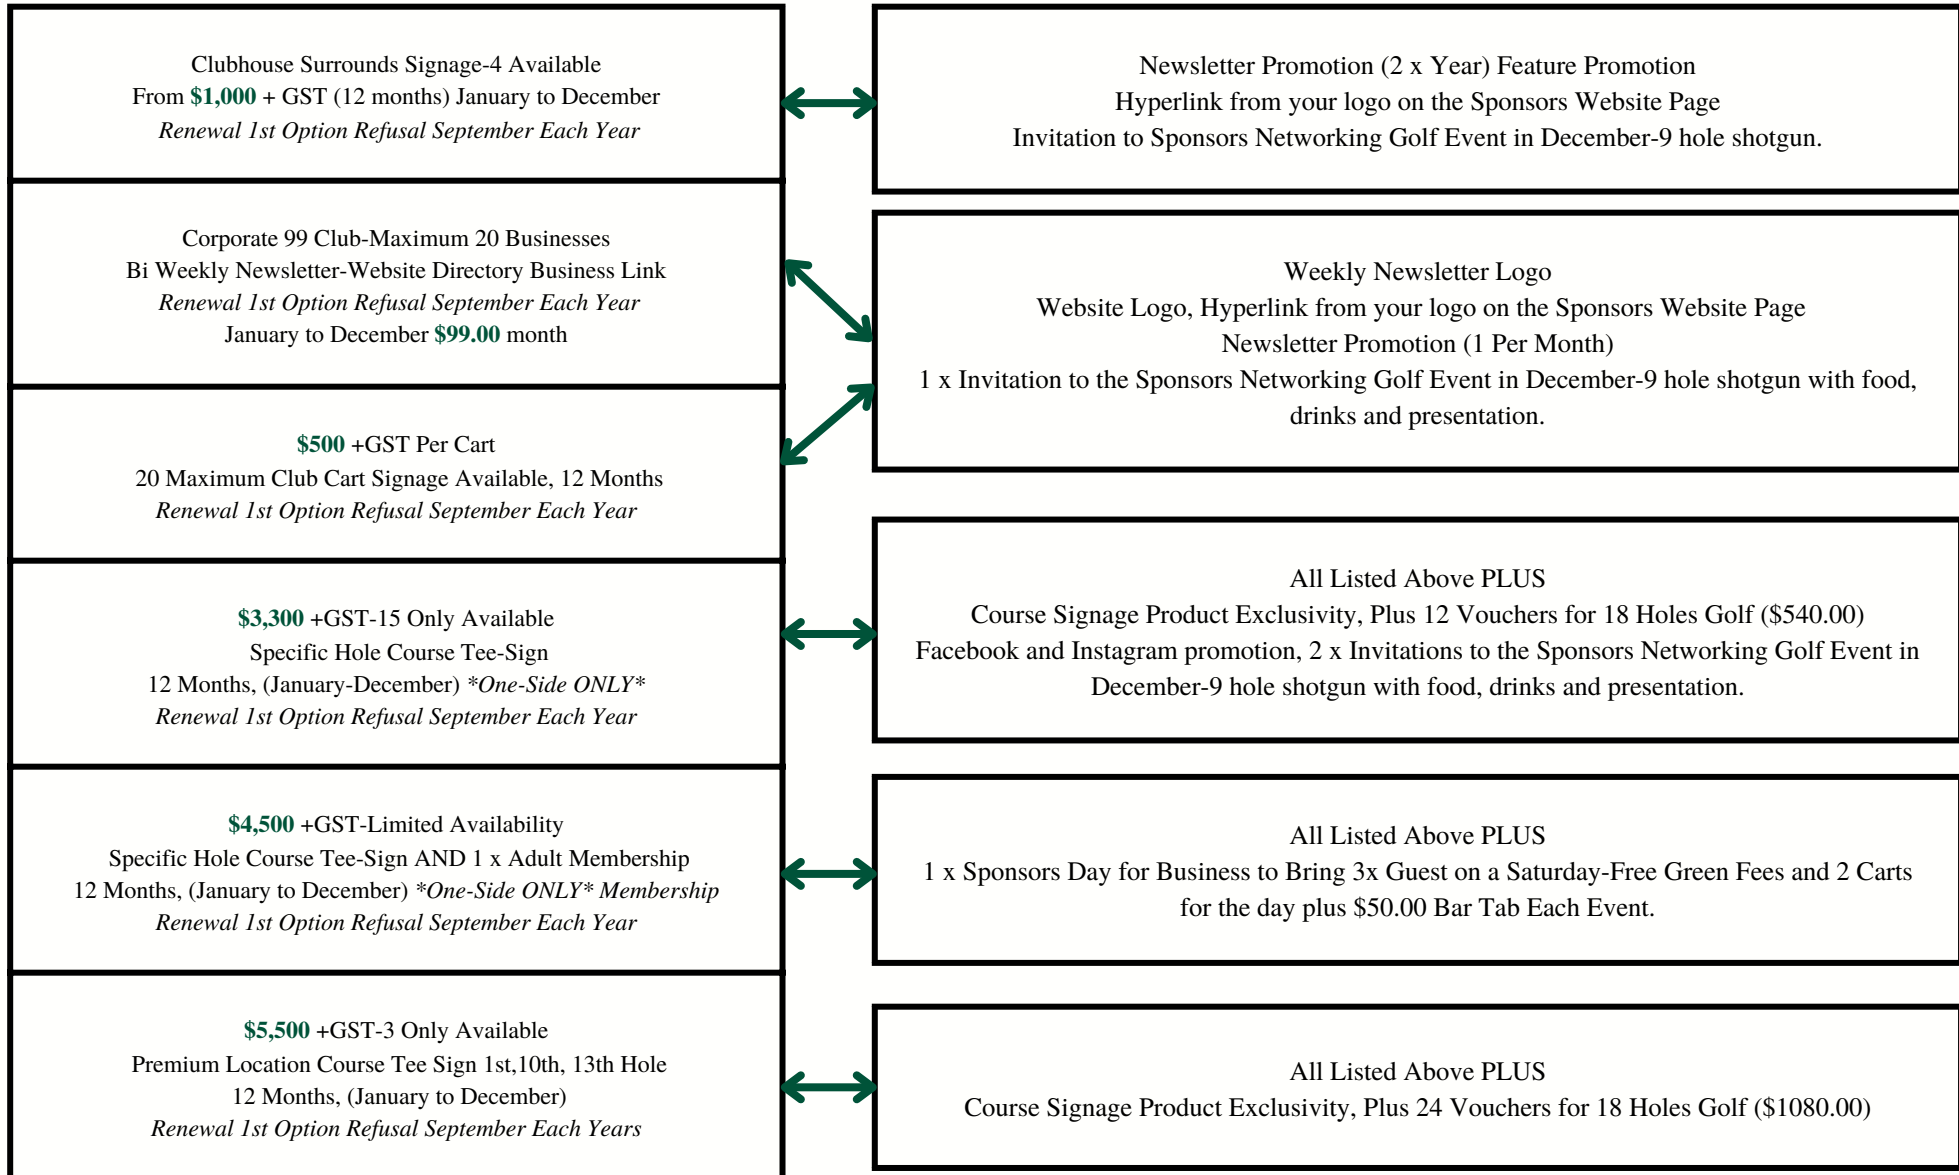 Clubhouse Surrounds Signage-4 Available
From $1,000 + GST (12 months) January to December
Renewal 1st Option Refusal September Each Year
Newsletter Promotion (2 x Year) Feature Promotion
Hyperlink from your logo on the Sponsors Website Page
Invitation to Sponsors Networking Golf Event in December-9 hole shotgun.
Corporate 99 Club-Maximum 20 Businesses
Bi Weekly Newsletter-Website Directory Business Link
Renewal 1st Option Refusal September Each Year
January to December $99.00 month
$500 +GST Per Cart
20 Maximum Club Cart Signage Available, 12 Months
Renewal 1st Option Refusal September Each Year
Weekly Newsletter Logo
Website Logo, Hyperlink from your logo on the Sponsors Website Page
Newsletter Promotion (1 Per Month)
1 x Invitation to the Sponsors Networking Golf Event in December-9 hole shotgun with food,
drinks and presentation.
$3,300 +GST-15 Only Available
Specific Hole Course Tee-Sign
12 Months, (January-December) *One-Side ONLY*
Renewal 1st Option Refusal September Each Year
All Listed Above PLUS
Course Signage Product Exclusivity, Plus 12 Vouchers for 18 Holes Golf ($540.00)
Facebook and Instagram promotion, 2 x Invitations to the Sponsors Networking Golf Event in
December-9 hole shotgun with food, drinks and presentation.
$4,500 +GST-Limited Availability
Specific Hole Course Tee-Sign AND 1 x Adult Membership
12 Months, (January to December) *One-Side ONLY* Membership
Renewal 1st Option Refusal September Each Year
All Listed Above PLUS
1 x Sponsors Day for Business to Bring 3x Guest on a Saturday-Free Green Fees and 2 Carts
for the day plus $50.00 Bar Tab Each Event.
$5,500 +GST-3 Only Available
Premium Location Course Tee Sign 1st,10th, 13th Hole
12 Months, (January to December)
Renewal 1st Option Refusal September Each Years
All Listed Above PLUS
Course Signage Product Exclusivity, Plus 24 Vouchers for 18 Holes Golf ($1080.00)